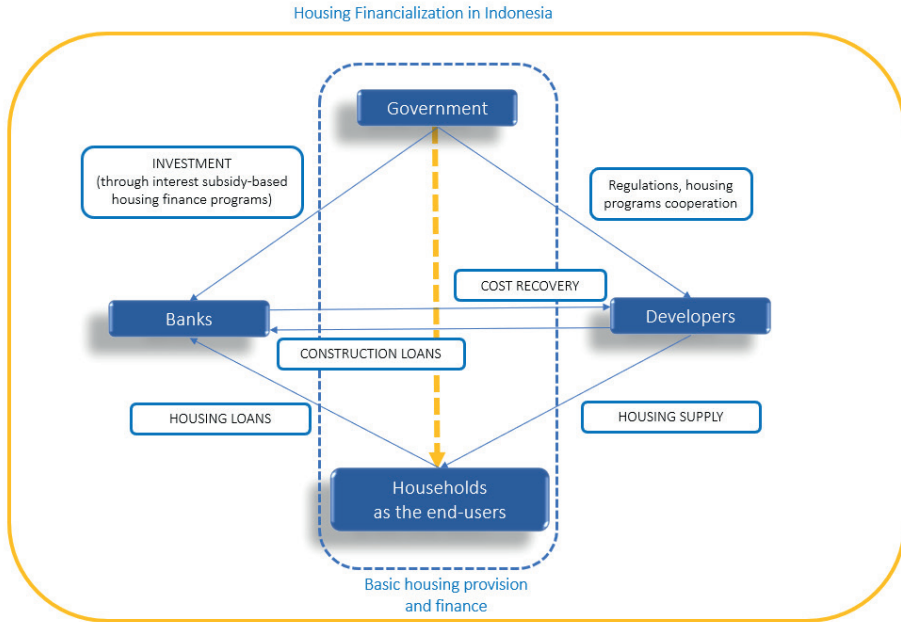 Housing Financialization in Indonesia
Government
INVESTMENT
(through interest subsidy-based
housing finance programs)
Regulations, housing
programs cooperation
COST RECOVERY
Banks
Developers
CONSTRUCTION LOANS
HOUSING LOANS
HOUSING SUPPLY
Households
as the end-users
Basic housing provision
and finance